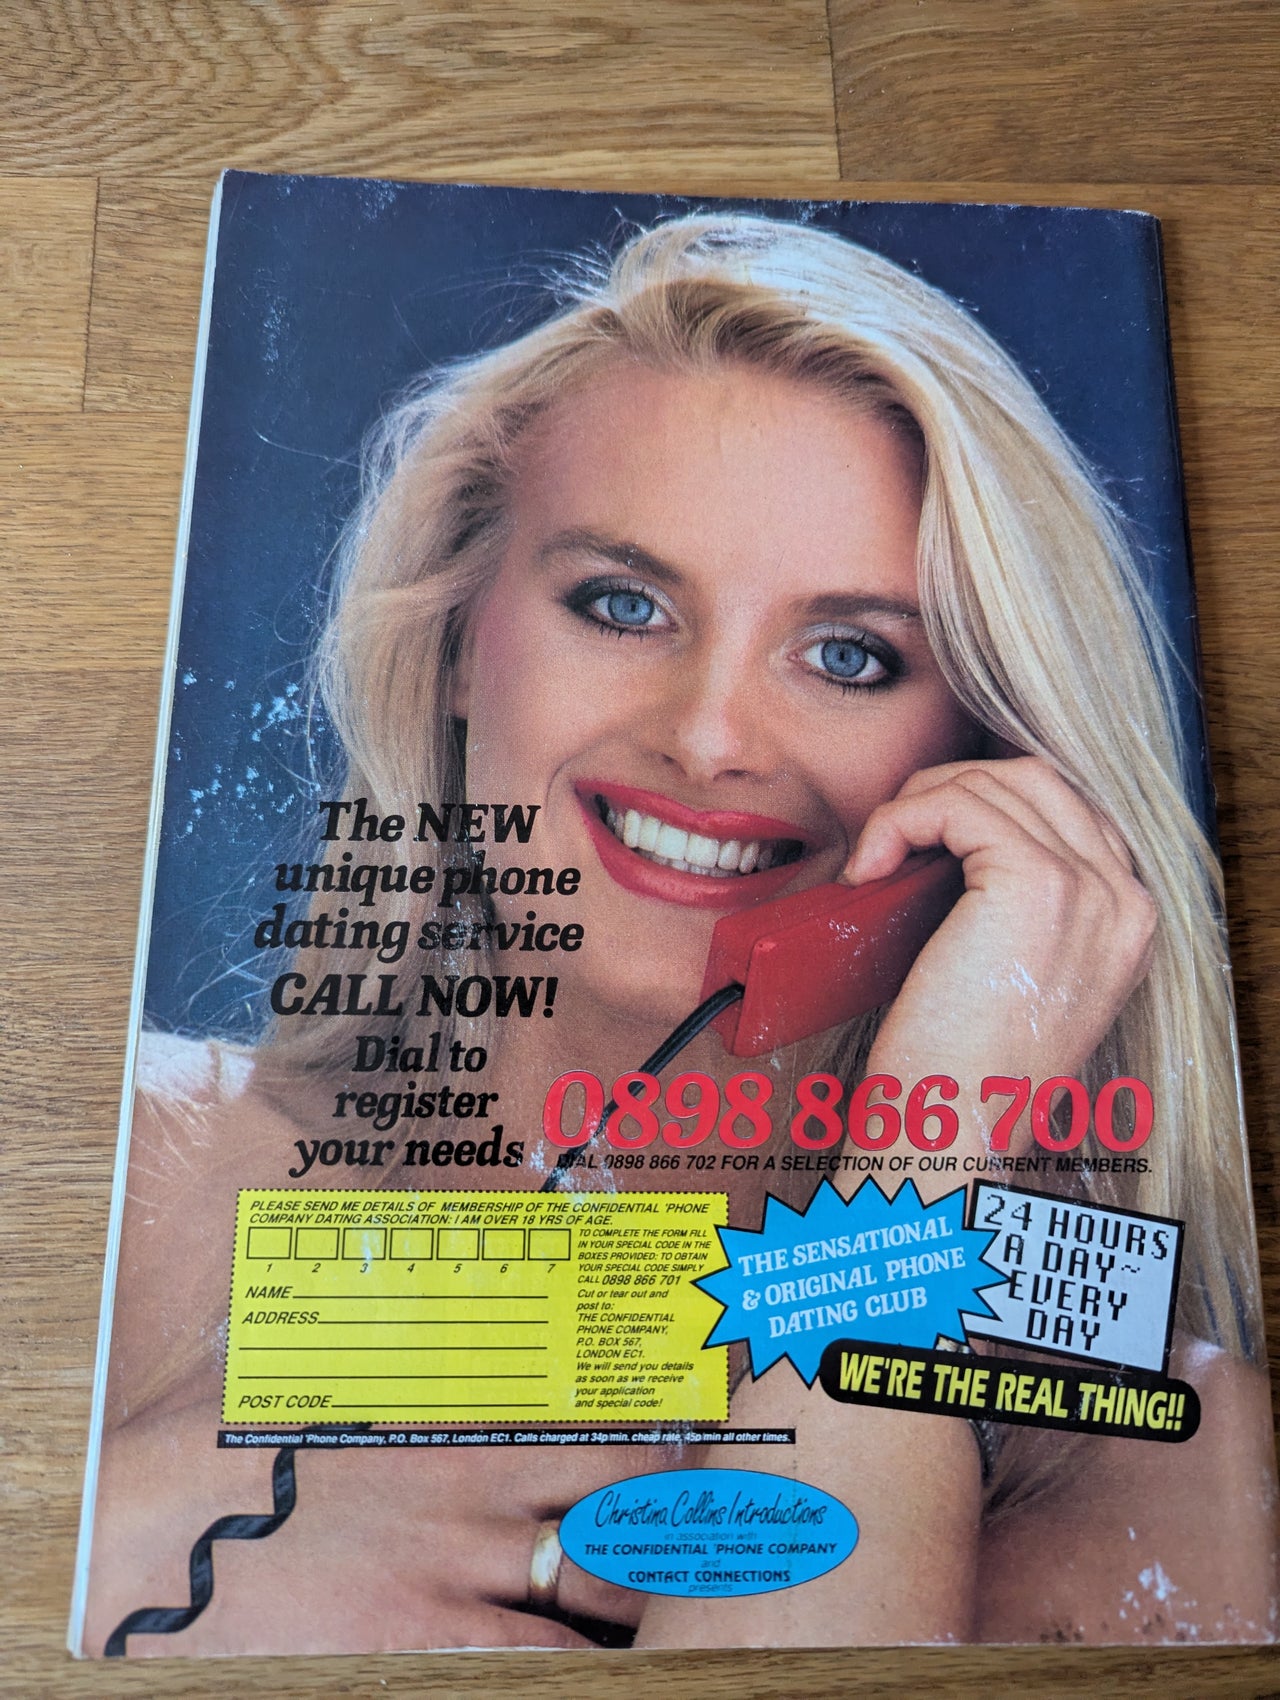 The NEW
unique phone
dating service
CALL NOW!
Dial to
register
your needs
0898 866 700
DIAL 0898 866 702 FOR A SELECTION OF OUR CURRENT MEMBERS.
PLEASE SEND ME DETAILS OF MEMBERSHIP OF THE CONFIDENTIAL 'PHONE
COMPANY DATING ASSOCIATION: I AM OVER 18 YRS OF AGE.
1 2 3 4 5 6 7
NAME
ADDRESS
POST CODE
TO COMPLETE THE FORM FILL
IN YOUR SPECIAL CODE IN THE
BOXES PROVIDED: TO OBTAIN
YOUR SPECIAL CODE SIMPLY
CALL 0898 866 701
Cut or tear out and
post to:
THE CONFIDENTIAL
PHONE COMPANY,
P.O. BOX 567,
LONDON EC1.
We will send you details
as soon as we receive
your application
and special code!
THE SENSATIONAL
& ORIGINAL PHONE
DATING CLUB
24 HOURS
A DAY~
EVERY
DAY
WE'RE THE REAL THING!!
The Confidential 'Phone Company, P.O. Box 567, London EC1. Calls charged at 34p/min. cheap rate, 45p/min all other times.
Christina Collins Introductions
in association with
THE CONFIDENTIAL 'PHONE COMPANY
and
CONTACT CONNECTIONS
presents